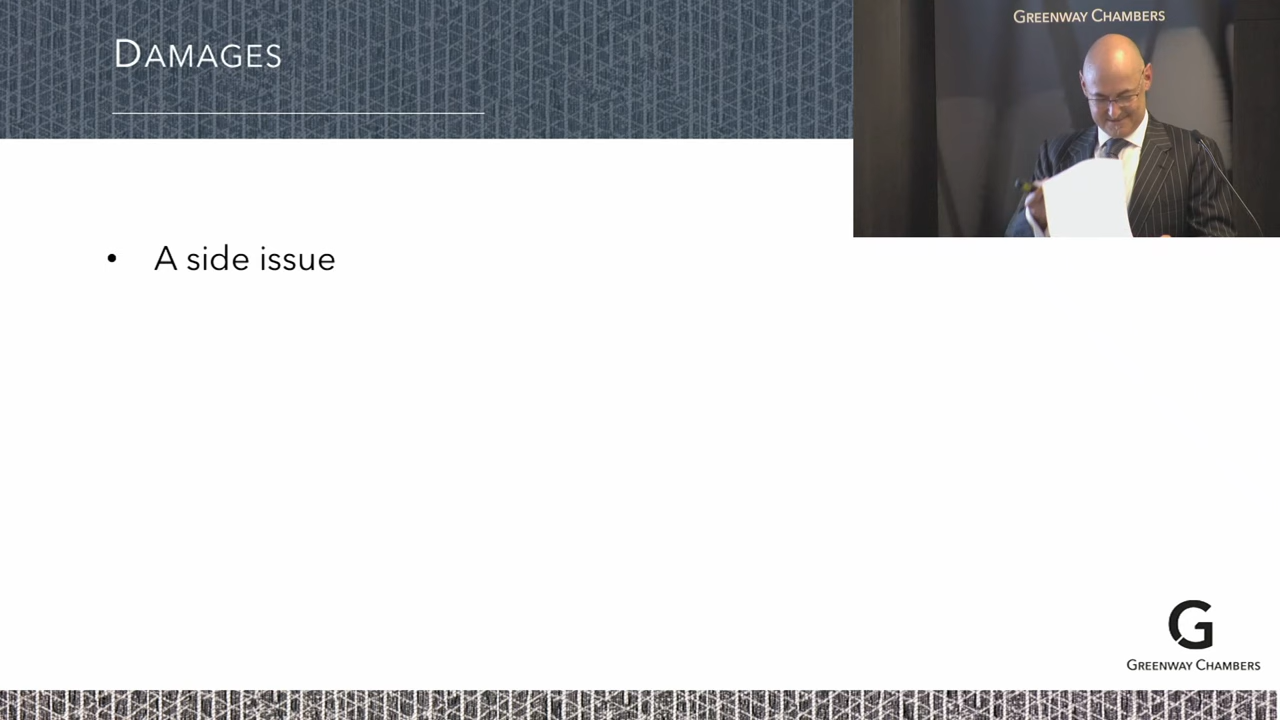 DAMAGES
GREENWAY CHAMBERS
• A side issue
G
GREENWAY CHAMBERS